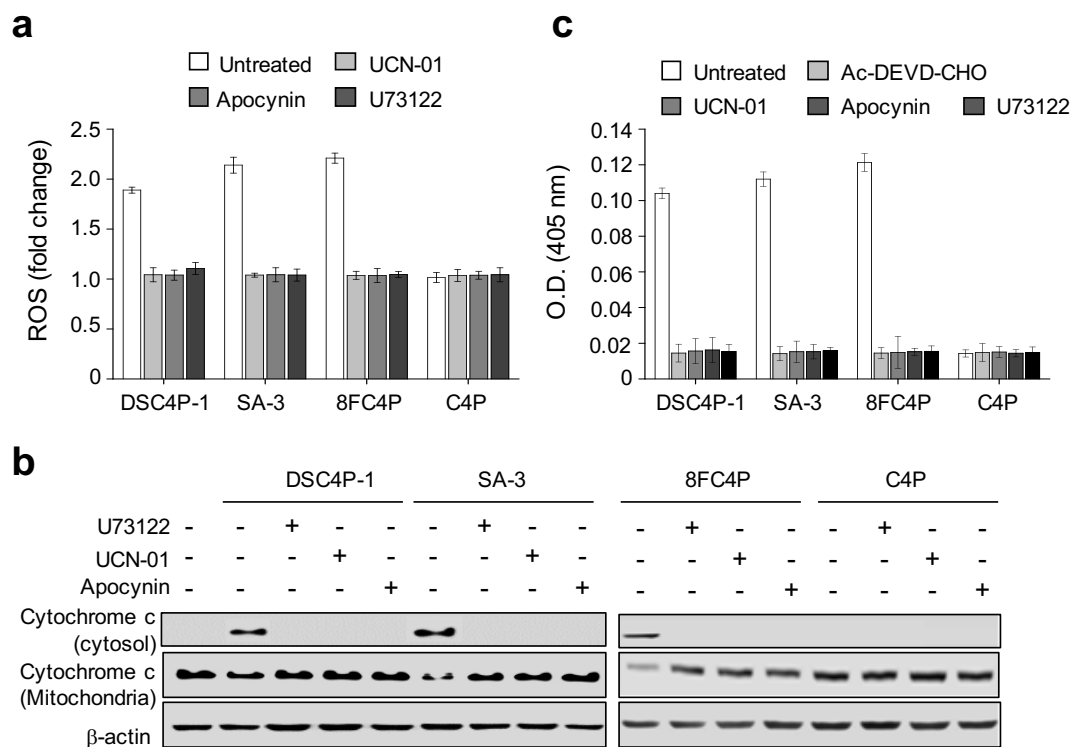 a
Untreated UCN-01
Apocynin U73122
ROS (fold change)
2.5
2.0
1.5
1.0
0.5
0
DSC4P-1 SA-3 8FC4P C4P
c
Untreated Ac-DEVD-CHO
UCN-01 Apocynin U73122
O.D. (405 nm)
0.14
0.12
0.10
0.08
0.06
0.04
0.02
0
DSC4P-1 SA-3 8FC4P C4P
b
DSC4P-1 SA-3 8FC4P C4P
U73122 - - + - - - + - - - + - - - + - -
UCN-01 - - - + - - - + - - - + - - - + -
Apocynin - - - - + - - - + - - - + - - - +
Cytochrome c
(cytosol)
Cytochrome c
(Mitochondria)
β-actin